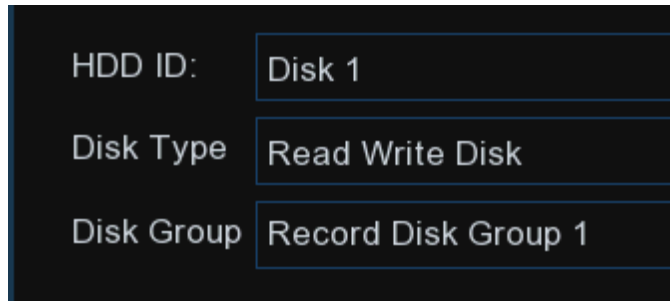 HDD ID: Disk 1
Disk Type Read Write Disk
Disk Group Record Disk Group 1